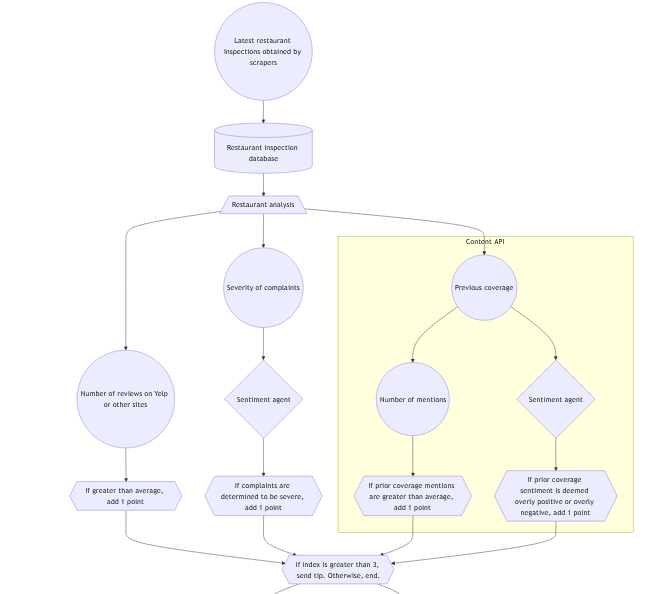 Latest restaurant
inspections obtained by
scrapers
Restaurant inspection
database
Restaurant analysis
Content API
Severity of complaints
Previous coverage
Number of reviews on Yelp
or other sites
Sentiment agent
Number of mentions
Sentiment agent
If greater than average,
add 1 point
If complaints are
determined to be severe,
add 1 point
If prior coverage mentions
are greater than average,
add 1 point
If prior coverage
sentiment is deemed
overly positive or overly
negative, add 1 point
If index is greater than 3,
send tip. Otherwise, end.